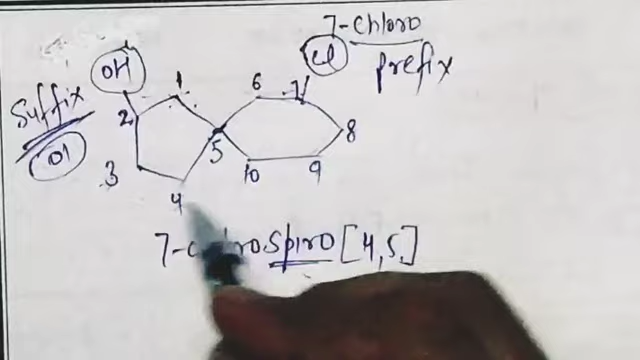 7-chloro
prefix
Cl
OH
Suffix
Ol
1
2
3
4
5
6
7
8
9
10
7-chloro Spiro [4,5]